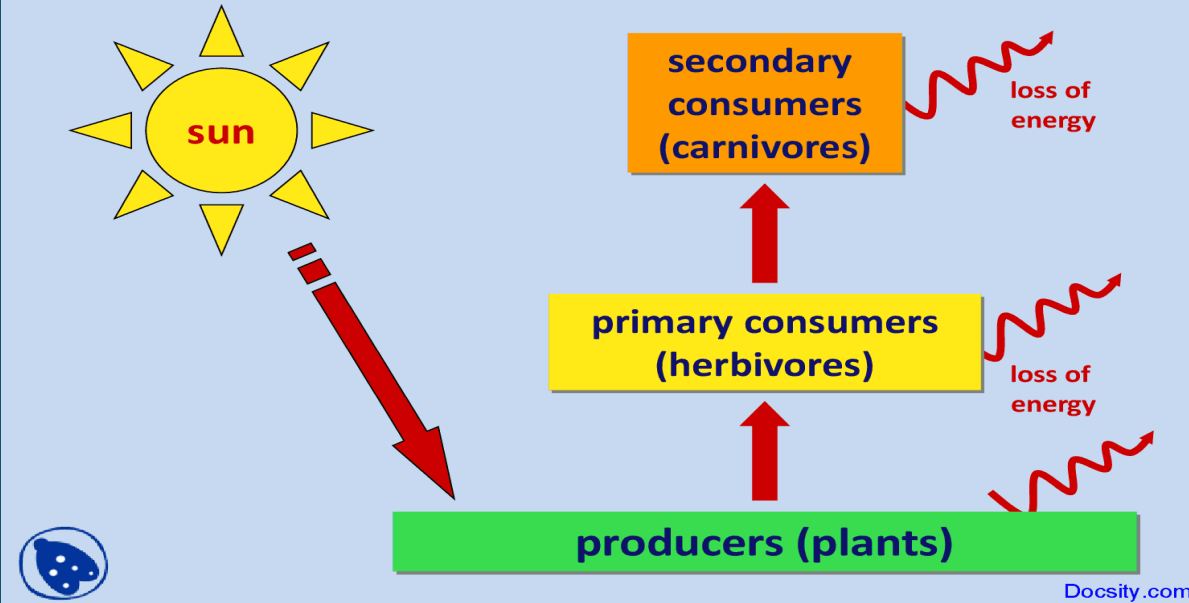 sun
secondary
consumers
(carnivores)
loss of
energy
primary consumers
(herbivores)
loss of
energy
producers (plants)
Docsity.com